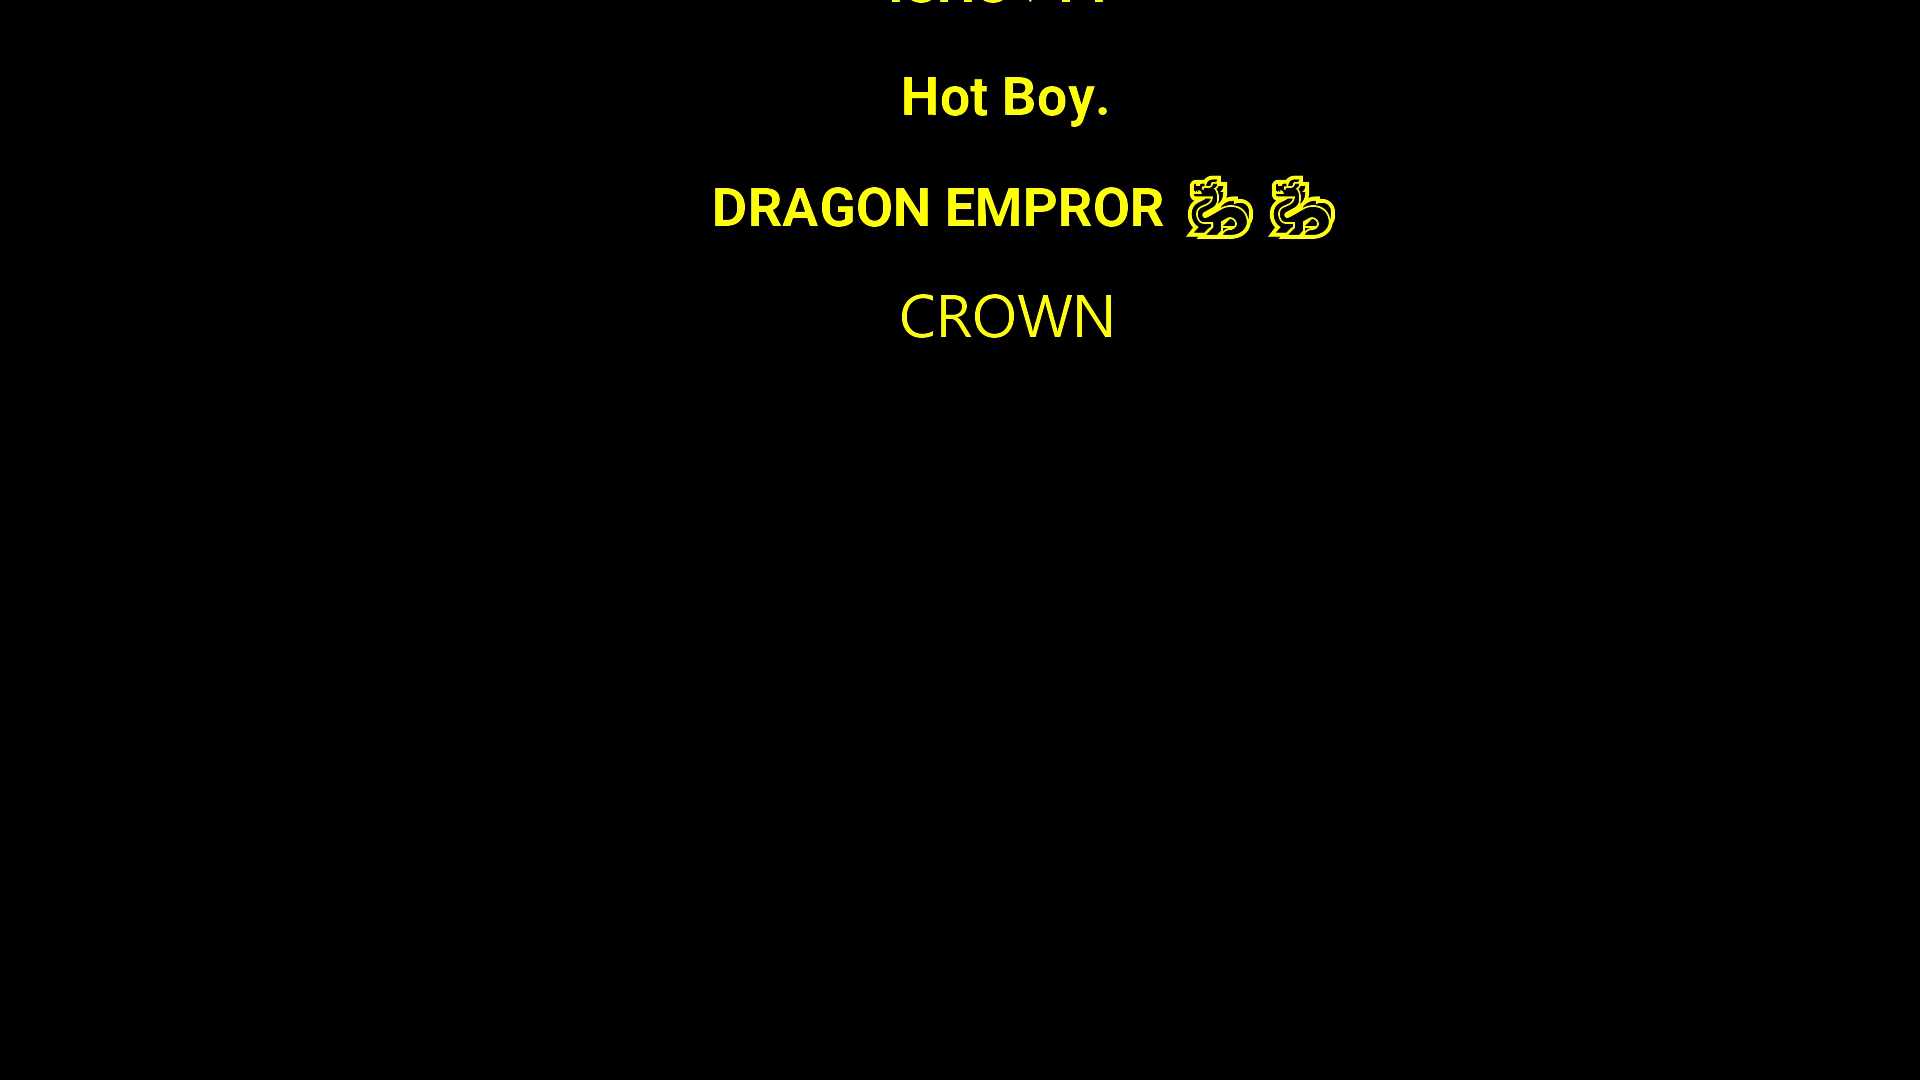 Hot Boy.
DRAGON EMPROR 🐉 🐉
CROWN